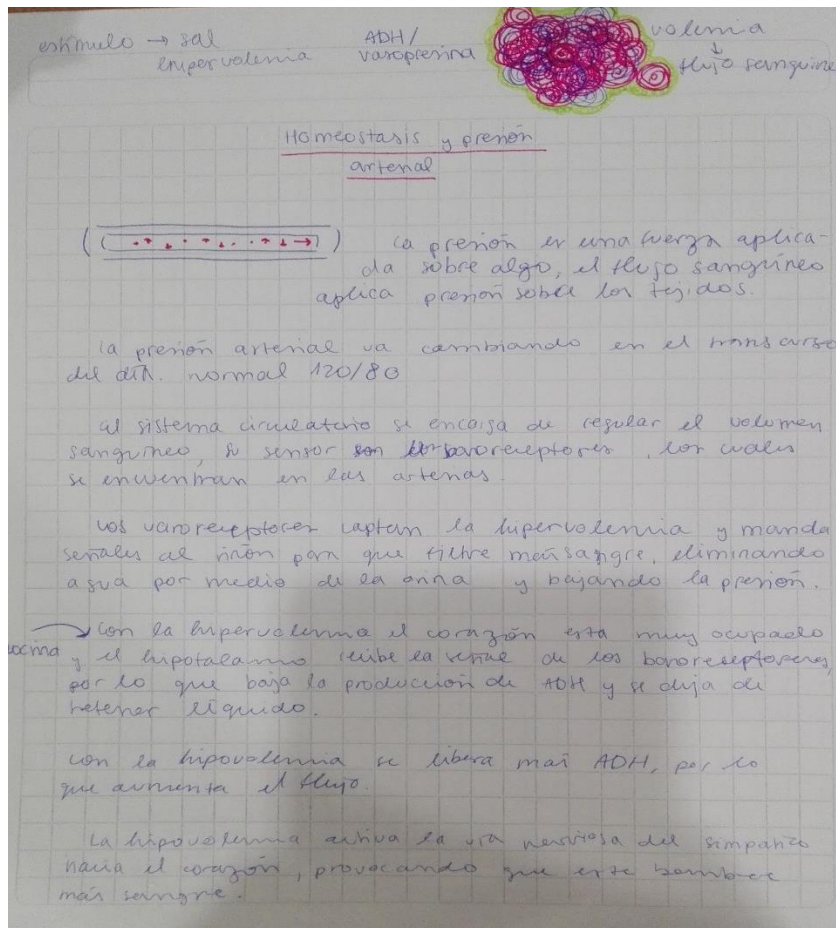 estimulo → sal
hipervolemia
ADH/
vasopresina
volemia
↓
flujo sanguine
Homeostasis y presión
arterial
La presión es una fuerza aplica-
da sobre algo, el flujo sanguíneo
aplica presión sobre los tejidos.
la presión arterial va cambiando en el transcurso
del día. normal 120/80
el sistema circulatorio se encarga de regular el volumen
sanguíneo, su sensor son baroreceptores, los cuales
se encuentran en las arterias.
Los varoreceptores captan la hipervolemia y manda
señales al riñón para que filtre más sangre, eliminando
agua por medio de la orina y bajando la presión.
Con la hipervolemia el corazón esta muy ocupado
y el hipotalamo recibe la señal de los baroreseptores,
por lo que baja la producción de ADH y se deja de
retener líquido.
con la hipovolemia se libera más ADH, por lo
que aumenta el flujo.
La hipovolemia activa la vía nerviosa del simpatico
hacia el corazón, provocando que este bombee
más sangre.